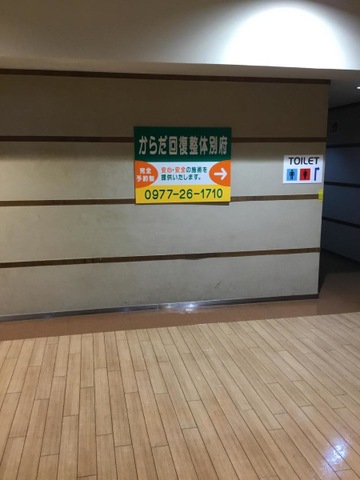 からだ回復整体別府
完全
予約制
安心・安全の施術を
提供いたします。
0977-26-1710
TOILET